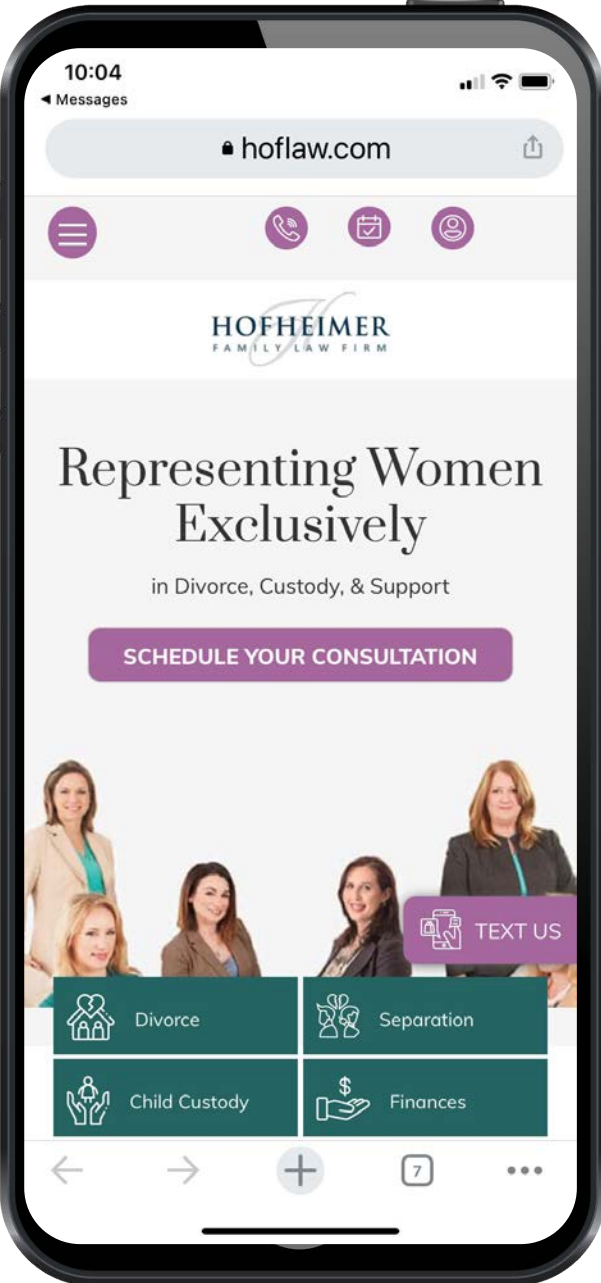 10:04
◀ Messages
hoflaw.com
HOFHEIMER
FAMILY LAW FIRM
Representing Women
Exclusively
in Divorce, Custody, & Support
SCHEDULE YOUR CONSULTATION
TEXT US
Divorce
Separation
Child Custody
$
Finances
7